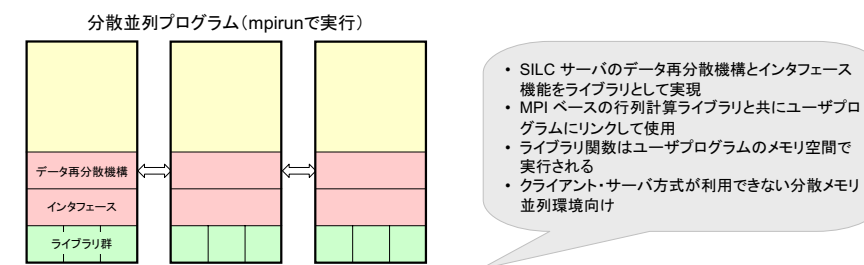 分散並列プログラム（mpirunで実行）
データ再分散機構
インタフェース
ライブラリ群
• SILC サーバのデータ再分散機構とインタフェース
機能をライブラリとして実現
• MPI ベースの行列計算ライブラリと共にユーザプロ
グラムにリンクして使用
• ライブラリ関数はユーザプログラムのメモリ空間で
実行される
• クライアント・サーバ方式が利用できない分散メモリ
並列環境向け